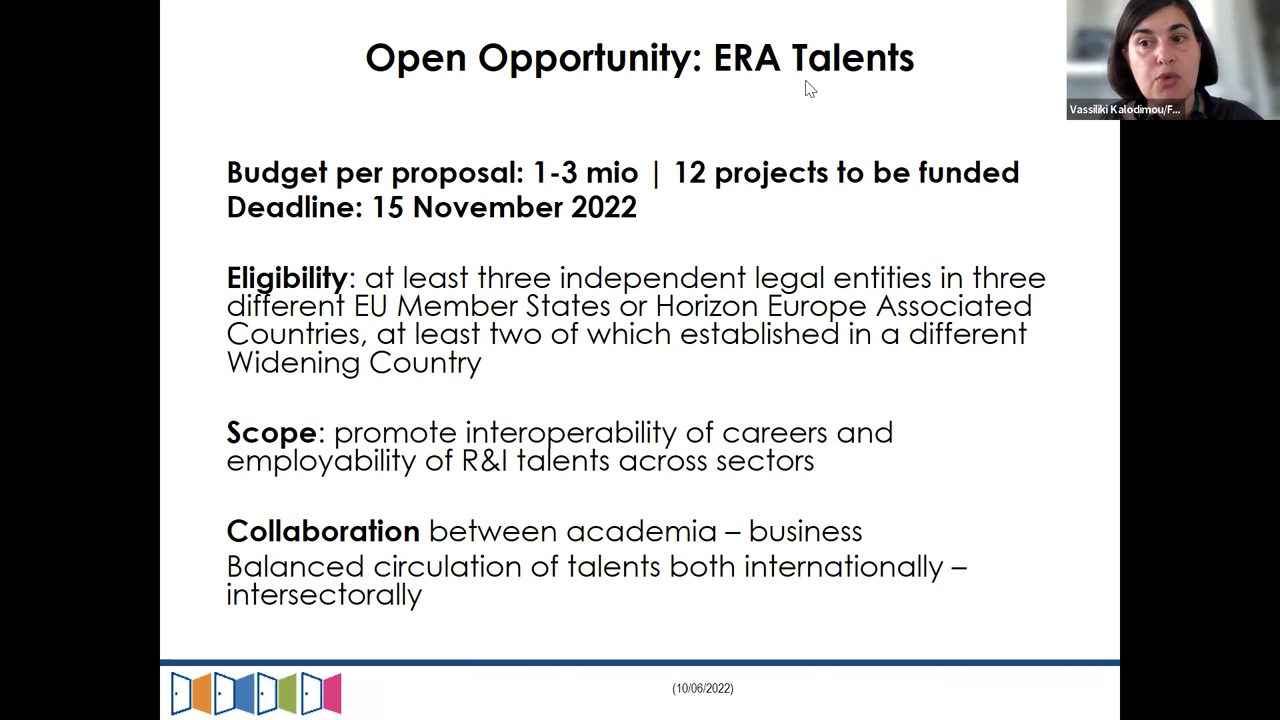 Open Opportunity: ERA Talents
Vassiliki Kalodimou/F...
Budget per proposal: 1-3 mio | 12 projects to be funded
Deadline: 15 November 2022
Eligibility: at least three independent legal entities in three
different EU Member States or Horizon Europe Associated
Countries, at least two of which established in a different
Widening Country
Scope: promote interoperability of careers and
employability of R&I talents across sectors
Collaboration between academia – business
Balanced circulation of talents both internationally –
intersectorally
(10/06/2022)